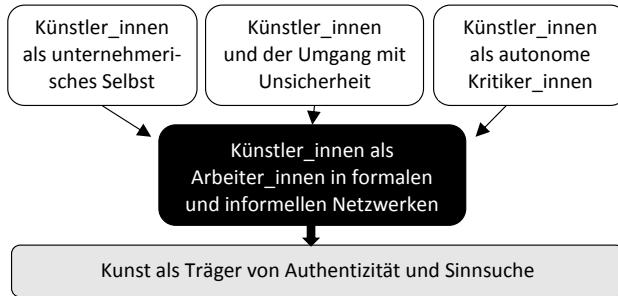 Künstler_innen
als unternehmeri-
sches Selbst
Künstler_innen
und der Umgang mit
Unsicherheit
Künstler_innen
als autonome
Kritiker_innen
Künstler_innen als
Arbeiter_innen in formalen
und informellen Netzwerken
Kunst als Träger von Authentizität und Sinnsuche